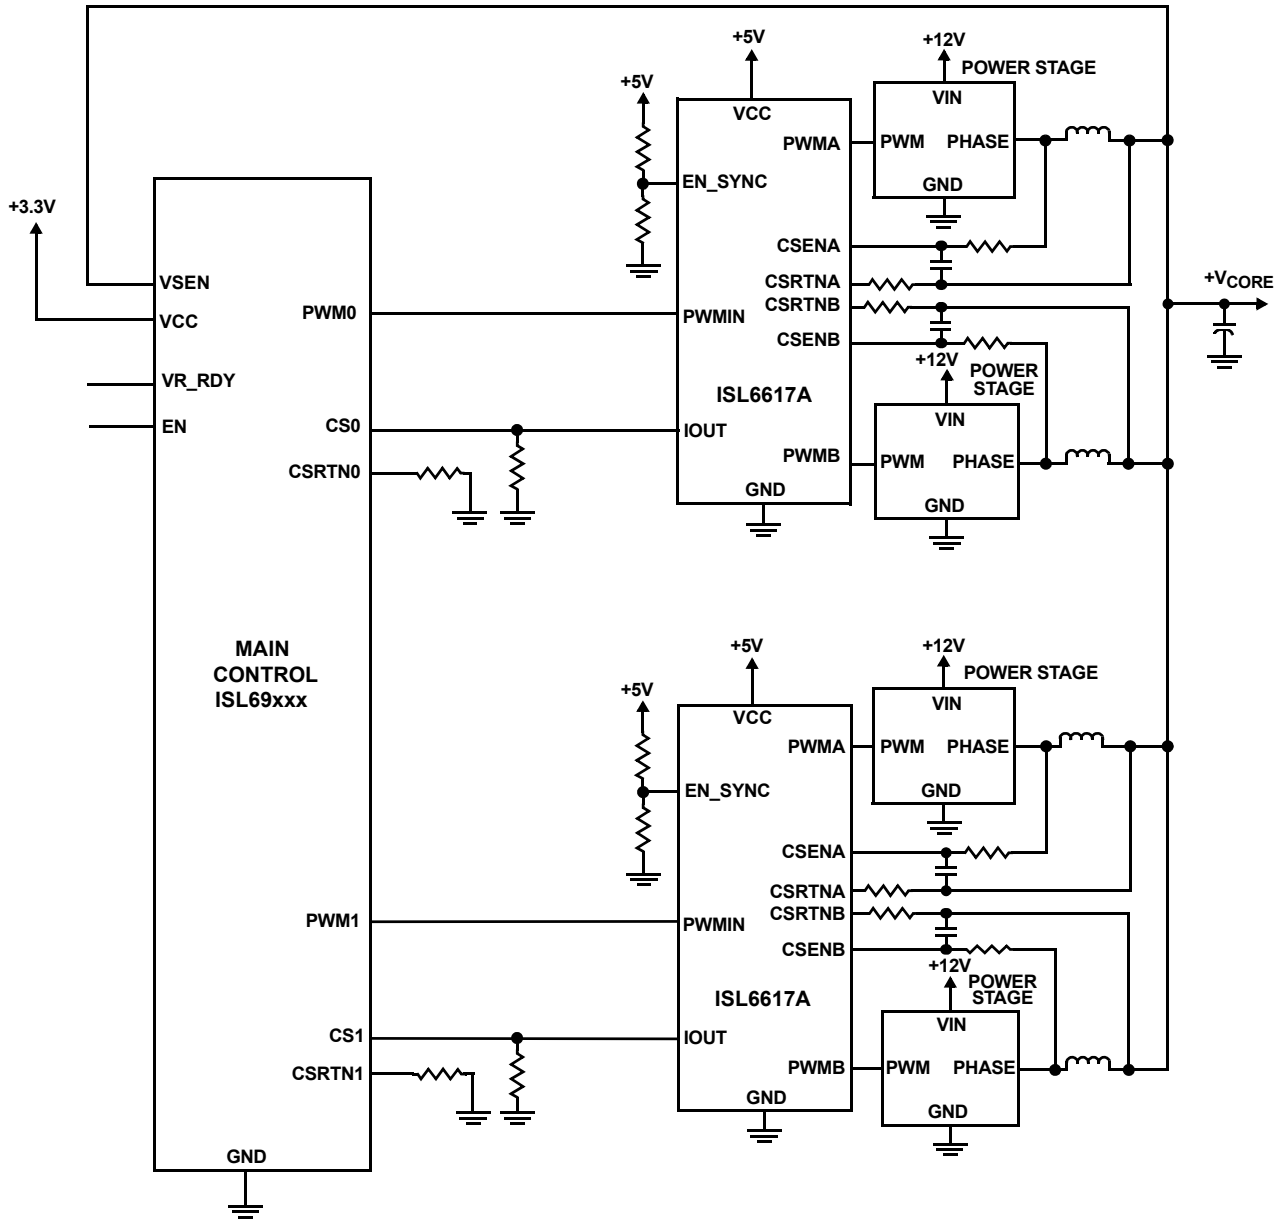 +5V
+12V
POWER STAGE
+5V
VCC
VIN
PWMA
PWM
PHASE
EN_SYNC
GND
+3.3V
CSENA
VSEN
CSRTNA
+VCORE
PWM0
CSRTNB
VCC
PWMIN
CSENB
+12V
POWER
STAGE
VR_RDY
ISL6617A
VIN
EN
CS0
IOUT
PWMB
PWM
PHASE
CSRTN0
GND
GND
MAIN
CONTROL
ISL69xxx
+5V
+12V
POWER STAGE
+5V
VCC
VIN
PWMA
PWM
PHASE
EN_SYNC
GND
CSENA
CSRTNA
PWM1
CSRTNB
PWMIN
CSENB
+12V
POWER
STAGE
ISL6617A
VIN
CS1
IOUT
PWMB
PWM
PHASE
CSRTN1
GND
GND
GND